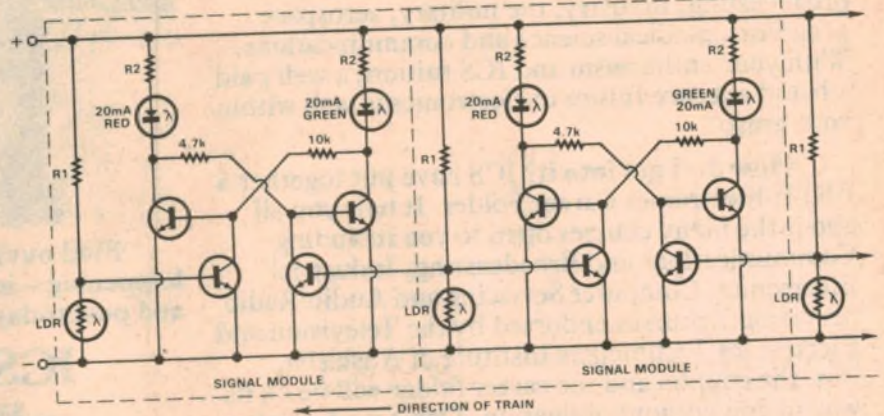 +
R2
R2
R2
R2
20mA
RED
20mA
GREEN
20mA
RED
GREEN
20mA
4.7k
10k
4.7k
10k
R1
R1
R1
LDR
LDR
LDR
–
SIGNAL MODULE
SIGNAL MODULE
DIRECTION OF TRAIN